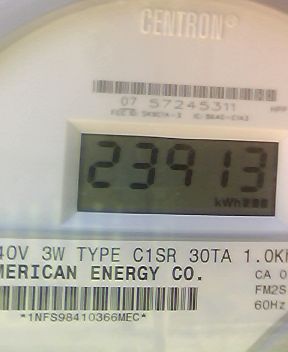 CENTRON®
07 57245311
23913
kWh
40V 3W TYPE C1SR 30TA 1.0K
MERICAN ENERGY CO.
CA 0
FM2S
60Hz
*1NFS98410366MEC*